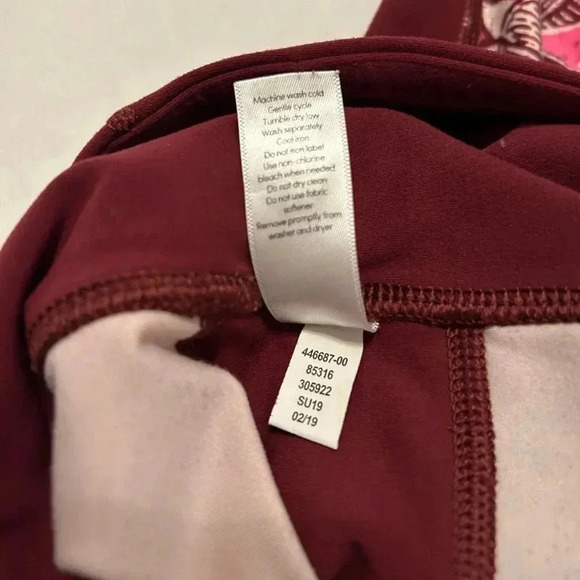 Machine wash cold
Gentle cycle
Tumble dry low
Wash separately
Cool iron
Do not iron label
Use non-chlorine
bleach when needed
Do not dry clean
Do not use fabric
softener
Remove promptly from
washer and dryer
446687-00
85316
305922
SU19
02/19